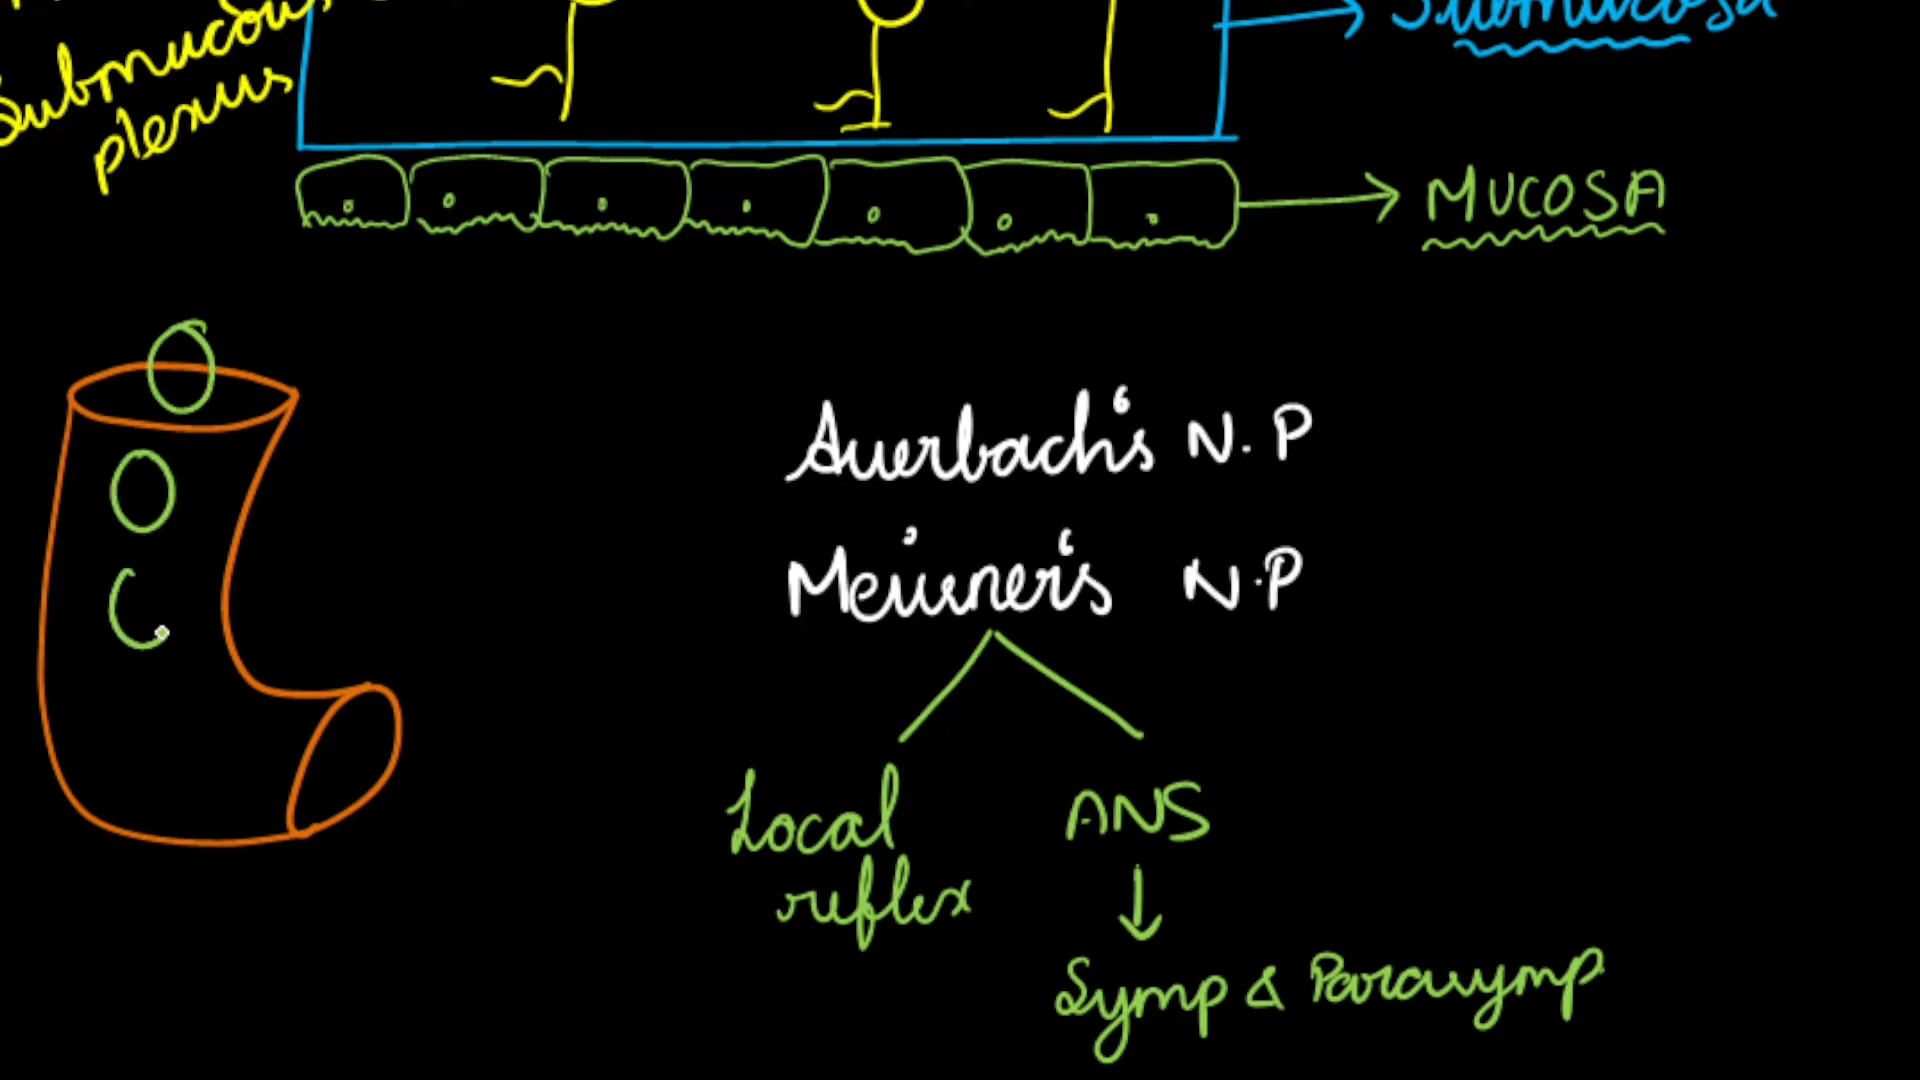 Submucosa
Submucous
plexus
MUCOSA
Auerbach's N.P
Meissner's N.P
Local
reflex
ANS
Symp & Parasymp